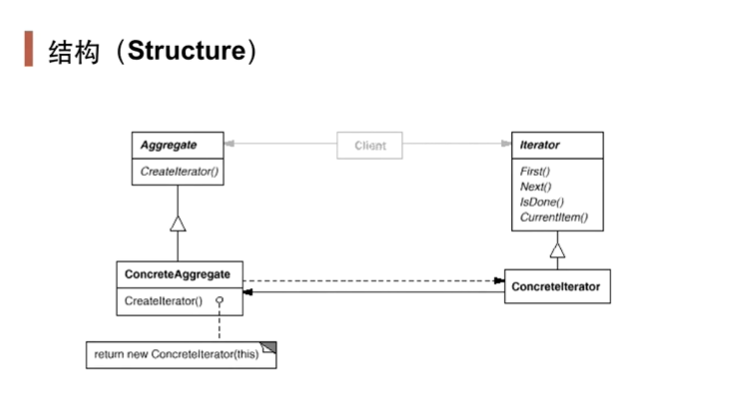 结构（Structure）
Aggregate
CreateIterator()
Client
Iterator
First()
Next()
IsDone()
CurrentItem()
ConcreteAggregate
CreateIterator()
ConcreteIterator
return new ConcreteIterator(this)